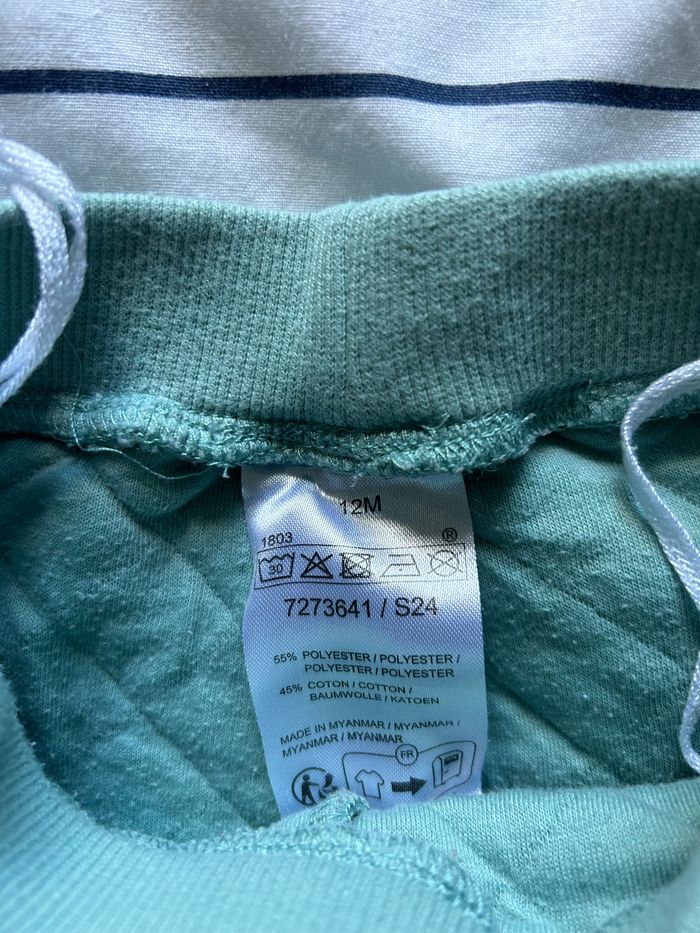 12M
1803 ®
30
7273641 / S24
55% POLYESTER / POLYESTER /
POLYESTER / POLYESTER
45% COTON / COTTON /
BAUMWOLLE / KATOEN
MADE IN MYANMAR / MYANMAR /
MYANMAR / MYANMAR
FR